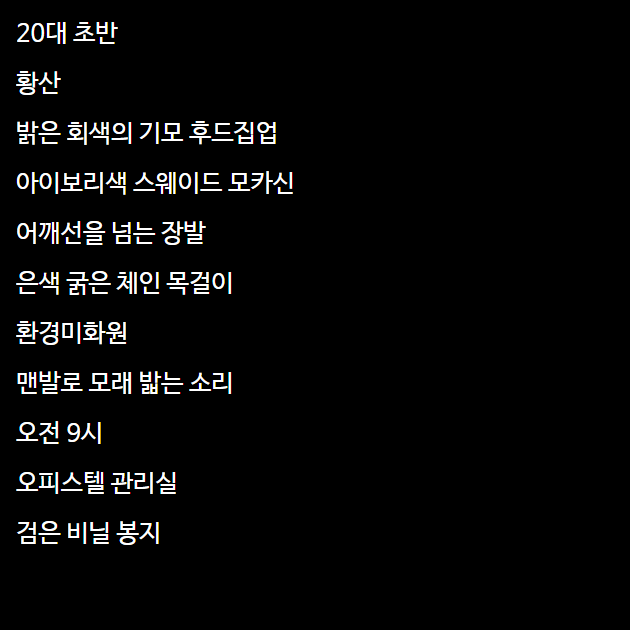 20대 초반
황산
밝은 회색의 기모 후드집업
아이보리색 스웨이드 모카신
어깨선을 넘는 장발
은색 굵은 체인 목걸이
환경미화원
맨발로 모래 밟는 소리
오전 9시
오피스텔 관리실
검은 비닐 봉지